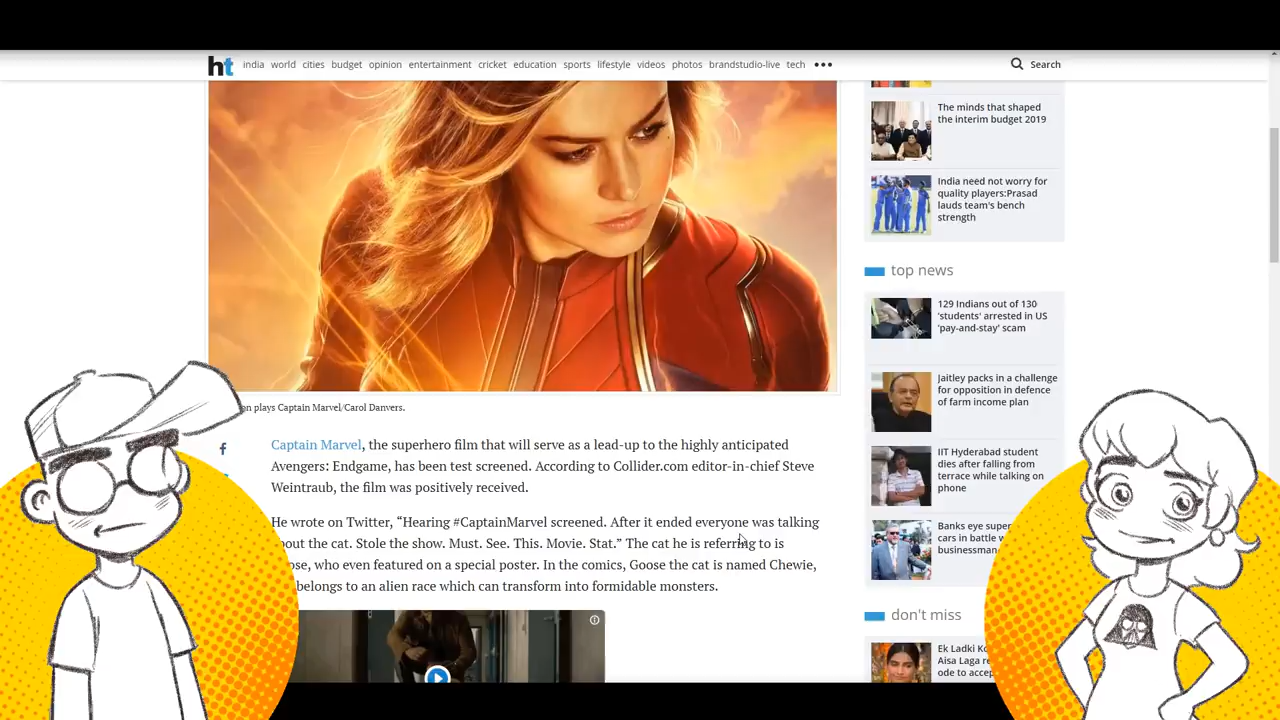 ht india world cities budget opinion entertainment cricket education sports lifestyle videos photos brandstudio-live tech ••• Search
on plays Captain Marvel/Carol Danvers.
Captain Marvel, the superhero film that will serve as a lead-up to the highly anticipated
Avengers: Endgame, has been test screened. According to Collider.com editor-in-chief Steve
Weintraub, the film was positively received.
He wrote on Twitter, “Hearing #CaptainMarvel screened. After it ended everyone was talking
about the cat. Stole the show. Must. See. This. Movie. Stat.” The cat he is referring to is
who even featured on a special poster. In the comics, Goose the cat is named Chewie,
belongs to an alien race which can transform into formidable monsters.
The minds that shaped
the interim budget 2019
India need not worry for
quality players:Prasad
lauds team's bench
strength
top news
129 Indians out of 130
'students' arrested in US
'pay-and-stay' scam
Jaitley packs in a challenge
for opposition in defence
of farm income plan
IIT Hyderabad student
dies after falling from
terrace while talking on
phone
Banks eye
cars in battle
businessman
don't miss
Ek Ladki
Aisa Laga
ode to